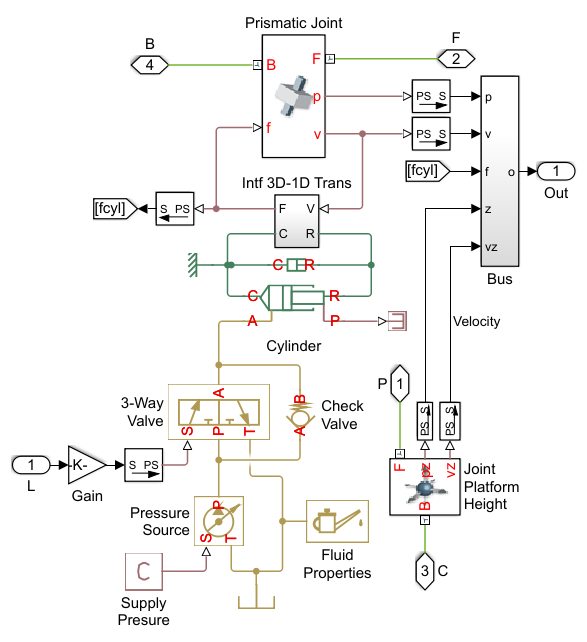 Prismatic Joint
B
4
F
2
B
F
p
v
f
PS S
PS S
p
v
f
z
vz
o
[fcyl]
1
Out
Bus
Intf 3D-1D Trans
[fcyl]
S PS
F V
C R
C R
C R
A P
Cylinder
Velocity
P 1
3-Way
Valve
A
S P T
B
A
Check
Valve
PS S
PS S
1
L
-K-
Gain
S PS
F pz vz
B
Joint
Platform
Height
Pressure
Source
P
S T
Fluid
Properties
C
Supply
Presure
3 C